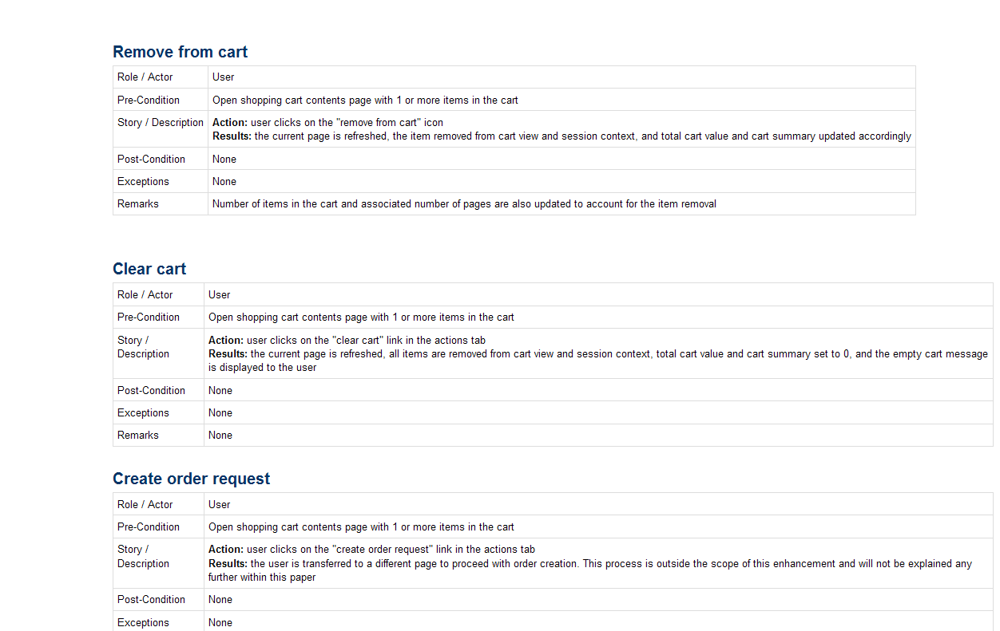 Remove from cart
Role / Actor User
Pre-Condition Open shopping cart contents page with 1 or more items in the cart
Story / Description Action: user clicks on the "remove from cart" icon
Results: the current page is refreshed, the item removed from cart view and session context, and total cart value and cart summary updated accordingly
Post-Condition None
Exceptions None
Remarks Number of items in the cart and associated number of pages are also updated to account for the item removal
Clear cart
Role / Actor User
Pre-Condition Open shopping cart contents page with 1 or more items in the cart
Story / Action: user clicks on the "clear cart" link in the actions tab
Description Results: the current page is refreshed, all items are removed from cart view and session context, total cart value and cart summary set to 0, and the empty cart message
is displayed to the user
Post-Condition None
Exceptions None
Remarks None
Create order request
Role / Actor User
Pre-Condition Open shopping cart contents page with 1 or more items in the cart
Story / Action: user clicks on the "create order request" link in the actions tab
Description Results: the user is transferred to a different page to proceed with order creation. This process is outside the scope of this enhancement and will not be explained any
further within this paper
Post-Condition None
Exceptions None